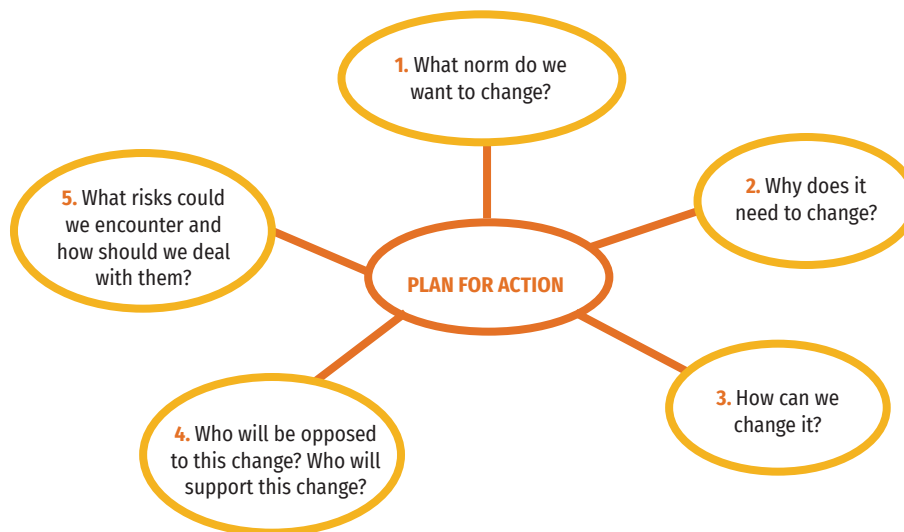 1. What norm do we
want to change?
2. Why does it
need to change?
3. How can we
change it?
4. Who will be opposed
to this change? Who will
support this change?
5. What risks could
we encounter and
how should we deal
with them?
PLAN FOR ACTION